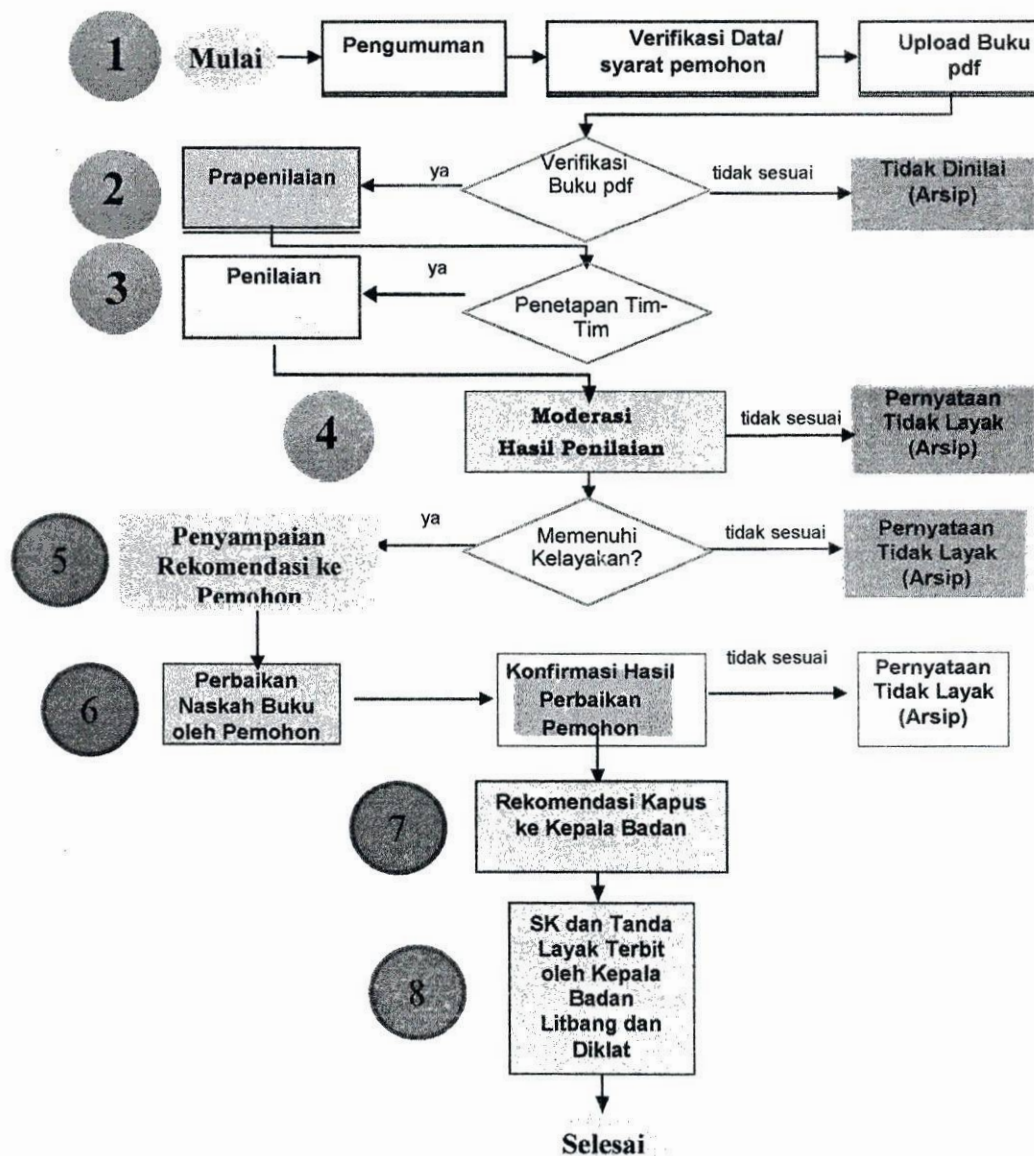 1
Mulai
Pengumuman
Verifikasi Data/
syarat pemohon
Upload Buku
pdf
2
Prapenilaian
ya
Verifikasi
Buku pdf
tidak sesuai
Tidak Dinilai
(Arsip)
3
Penilaian
ya
Penetapan Tim-
Tim
4
Moderasi
Hasil Penilaian
tidak sesuai
Pernyataan
Tidak Layak
(Arsip)
5
Penyampaian
Rekomendasi ke
Pemohon
ya
Memenuhi
Kelayakan?
tidak sesuai
Pernyataan
Tidak Layak
(Arsip)
6
Perbaikan
Naskah Buku
oleh Pemohon
Konfirmasi Hasil
Perbaikan
Pemohon
tidak sesuai
Pernyataan
Tidak Layak
(Arsip)
7
Rekomendasi Kapus
ke Kepala Badan
8
SK dan Tanda
Layak Terbit
oleh Kepala
Badan
Litbang dan
Diklat
Selesai